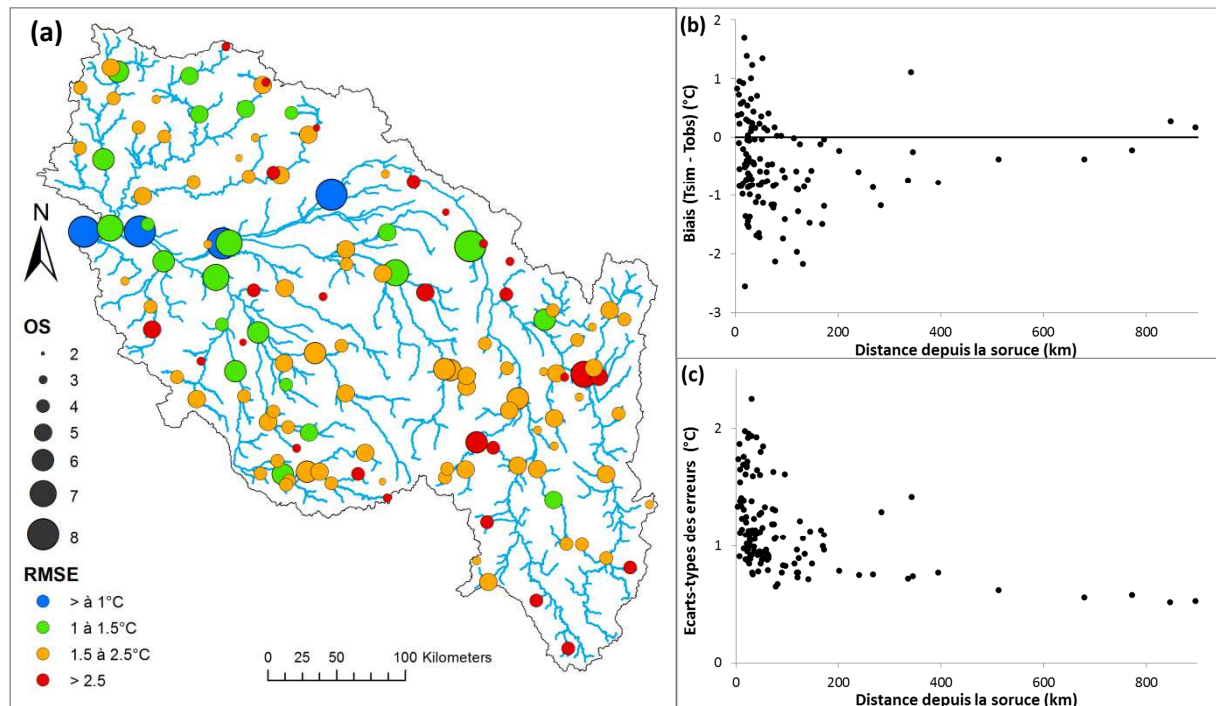 (a)
N
OS
2
3
4
5
6
7
8
RMSE
> à 1°C
1 à 1.5°C
1.5 à 2.5°C
> 2.5
0 25 50 100 Kilometers
(b)
Biais (Tsim - Tobs) (°C)
2
1
0
-1
-2
-3
0 200 400 600 800
Distance depuis la soruce (km)
(c)
Ecarts-types des erreurs (°C)
2
1
0
0 200 400 600 800
Distance depuis la soruce (km)